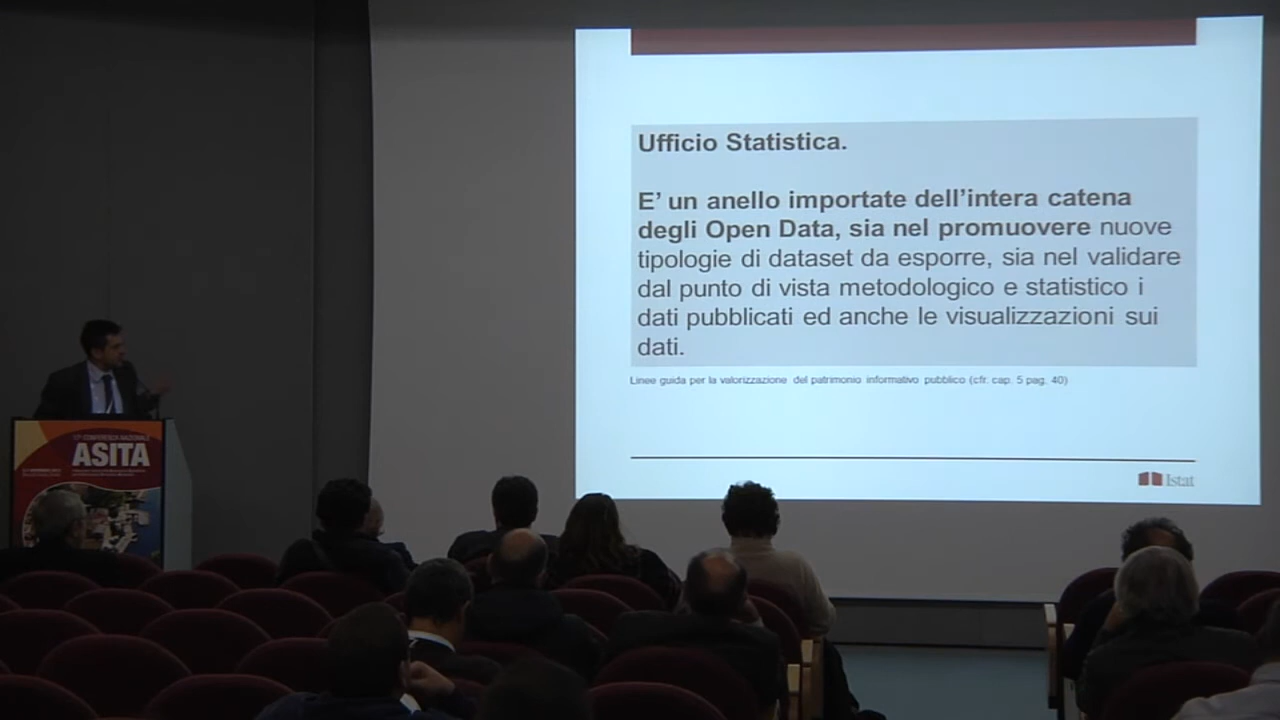 Ufficio Statistica.
E' un anello importate dell'intera catena
degli Open Data, sia nel promuovere nuove
tipologie di dataset da esporre, sia nel validare
dal punto di vista metodologico e statistico i
dati pubblicati ed anche le visualizzazioni sui
dati.
Linee guida per la valorizzazione del patrimonio informativo pubblico (cfr. cap. 5 pag. 40)
Istat
CONFERENZA NAZIONALE
ASITA